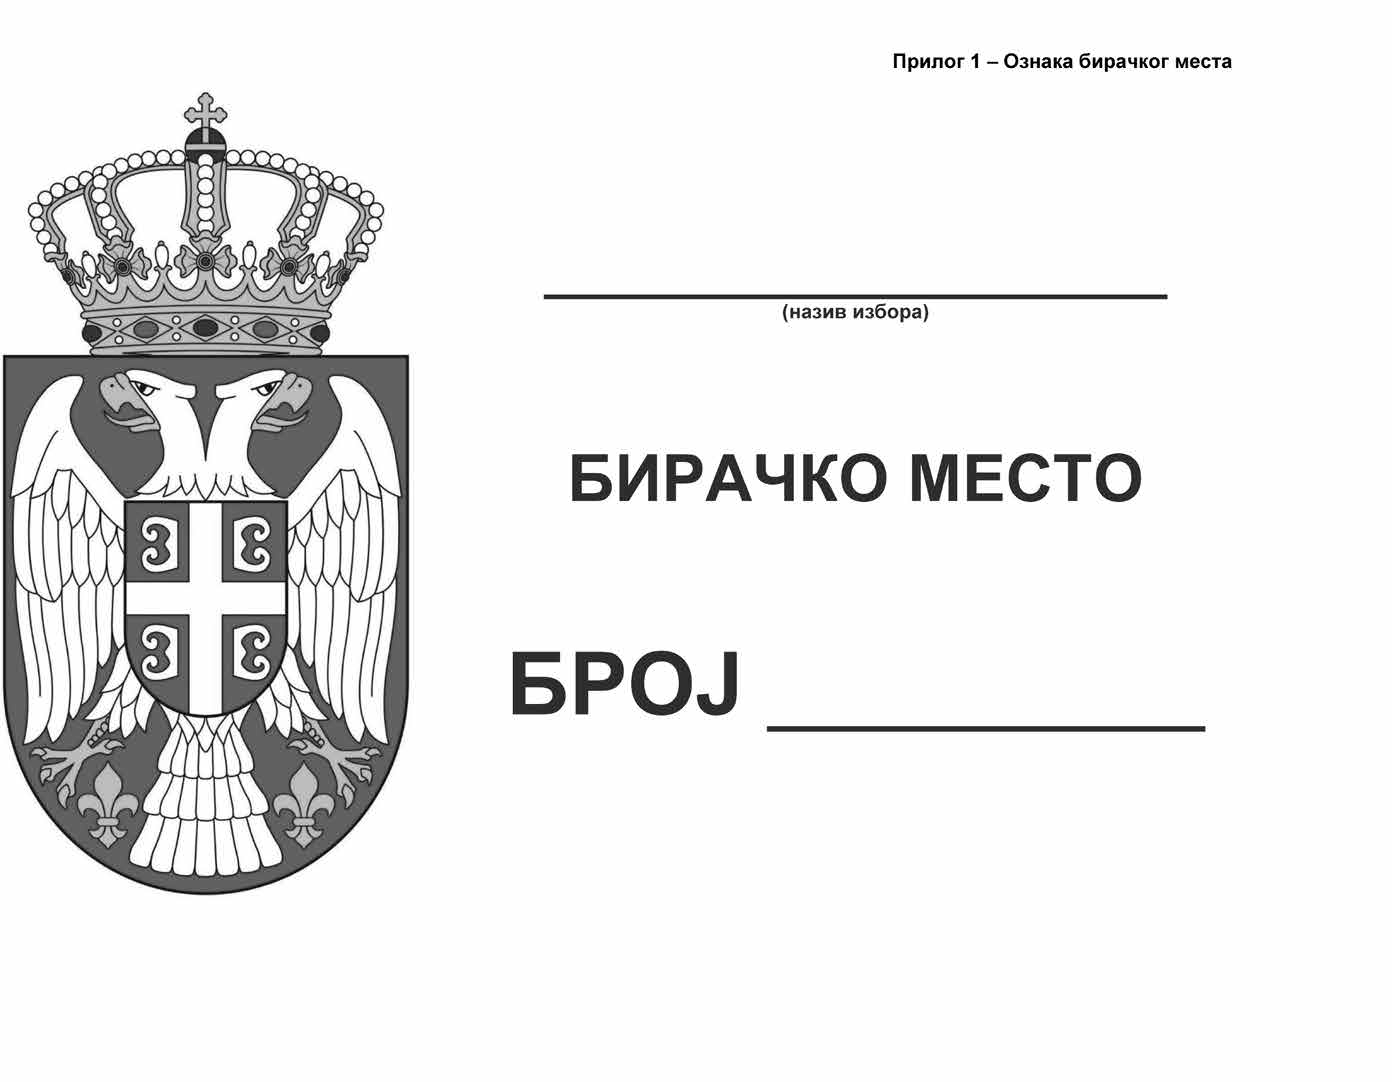 Прилог 1 – Ознака бирачког места
(назив избора)
БИРАЧКО МЕСТО
БРОЈ